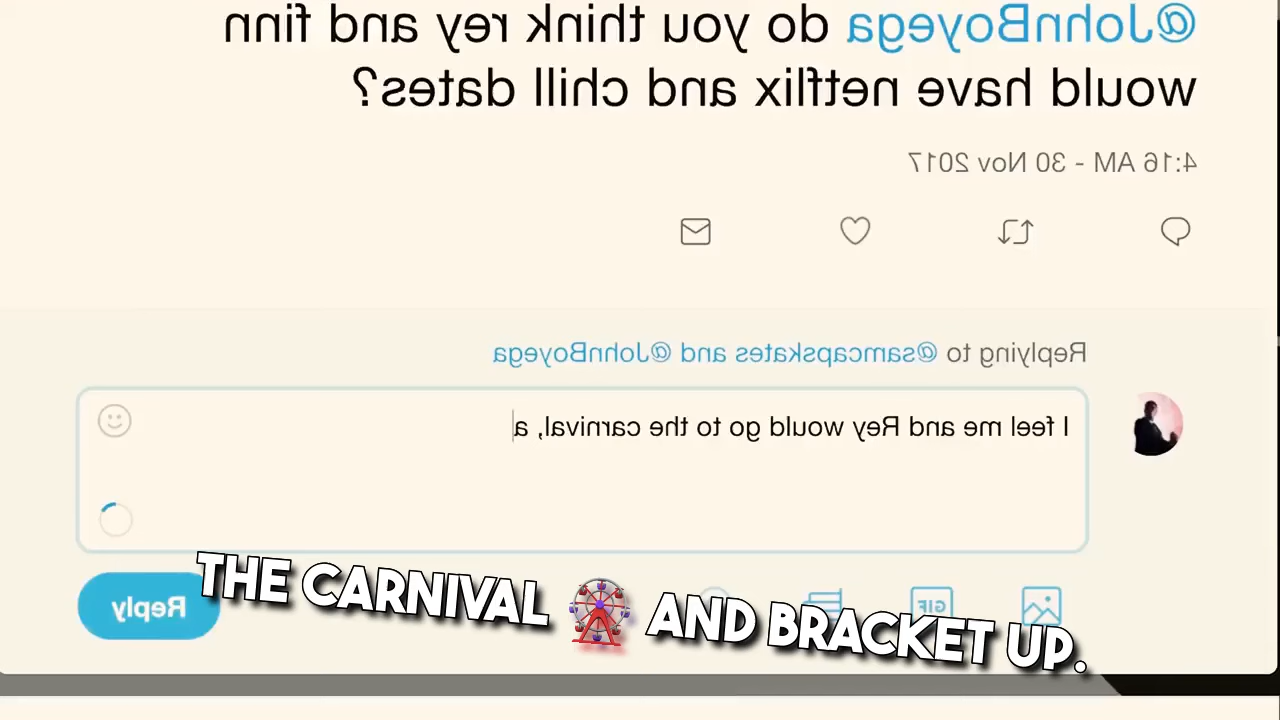 @JohnBoyega do you think rey and finn
would have netflix and chill dates?
4:16 AM - 30 Nov 2017
Replying to @samcapskates and @JohnBoyega
I feel me and Rey would go to the carnival, a
GIF
Reply
THE CARNIVAL 🎡 AND BRACKET UP.